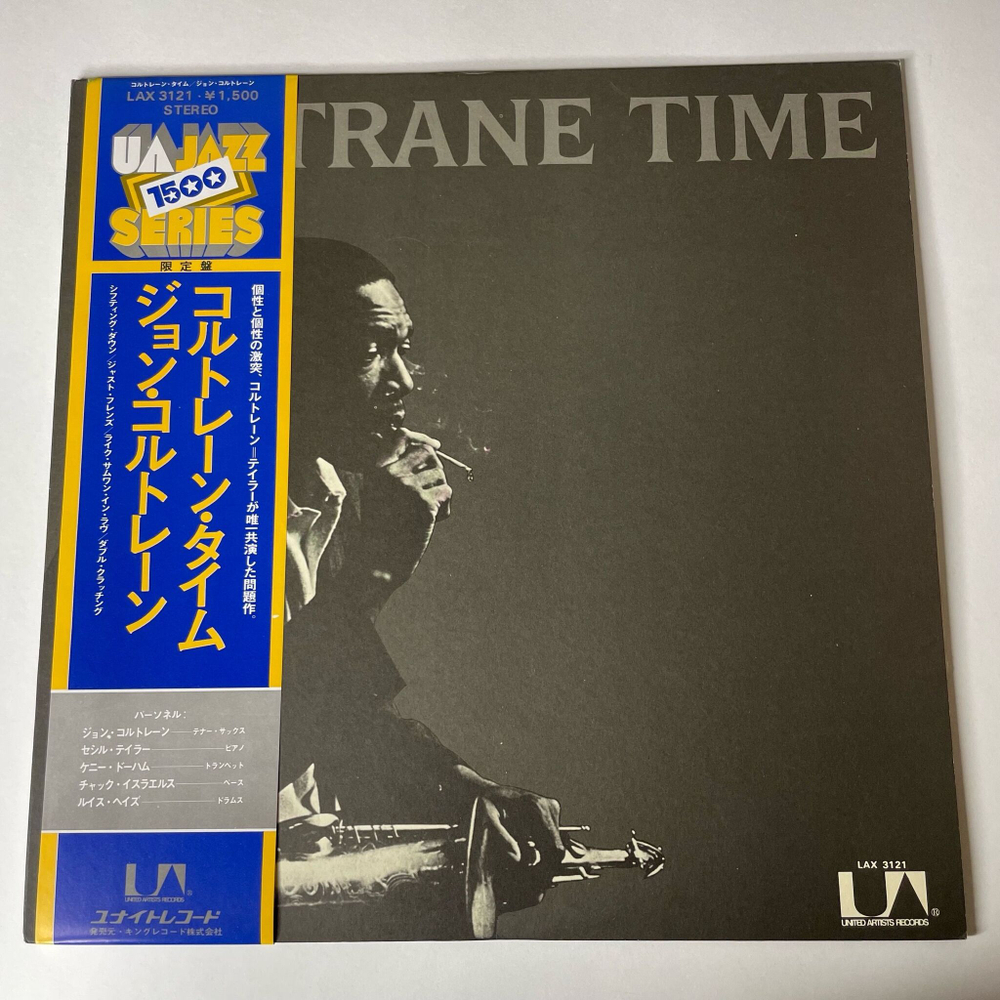 コルトレーン・タイム/ジョン・コルトレーン
LAX 3121・¥1,500
STEREO
UA JAZZ
1500
SERIES
限定盤
個性と個性の激突、コルトレーン=テイラーが唯一共演した問題作。
コルトレーン・タイム
ジョン・コルトレーン
シフティング・ダウン/ジャスト・フレンズ/ライク・サムワン・イン・ラヴ/ダブル・クラッチング
パーソネル:
ジョン・コルトレーン――テナー・サックス
セシル・テイラー――ピアノ
ケニー・ドーハム――トランペット
チャック・イスラエルス――ベース
ルイス・ヘイズ――ドラムス
UA®
UNITED ARTISTS RECORDS
ユナイトレコード
発売元・キングレコード株式会社
TRANE TIME
LAX 3121
UA®
UNITED ARTISTS RECORDS